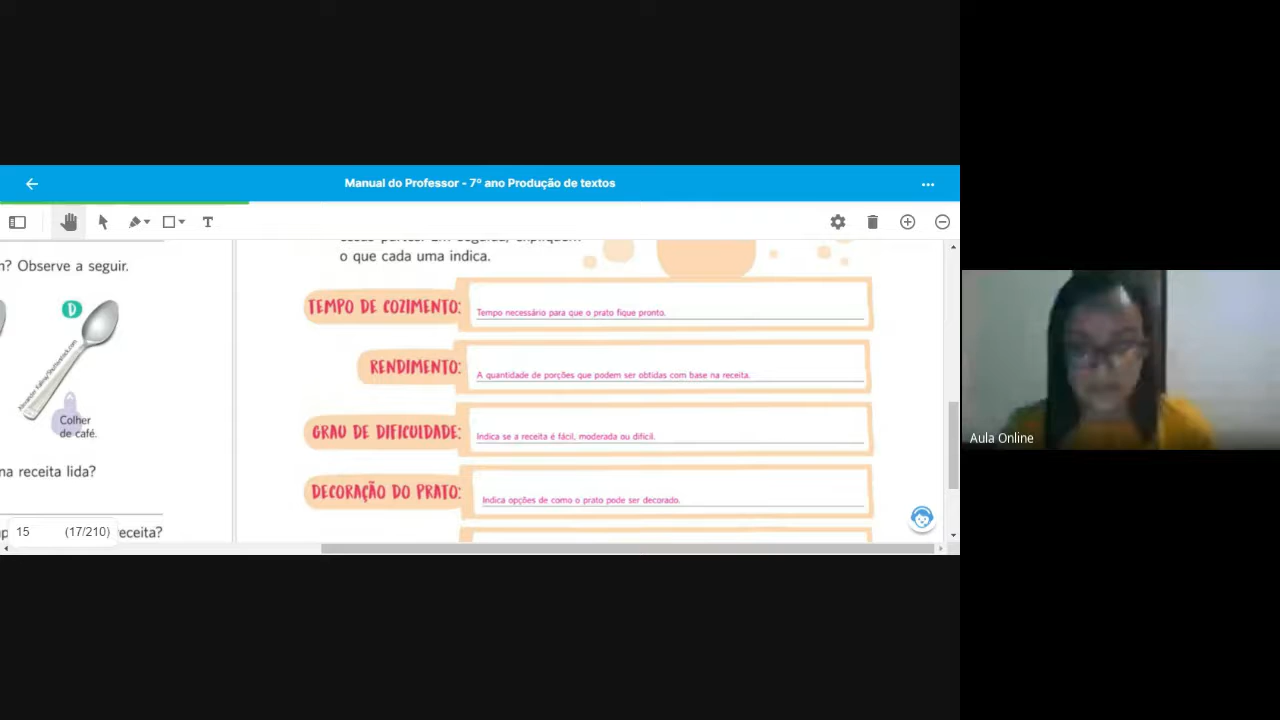 Manual do Professor - 7º ano Produção de textos
m? Observe a seguir.
D
Colher
de café.
na receita lida?
receita?
15 (17/210)
o que cada uma indica.
TEMPO DE COZIMENTO:
Tempo necessário para que o prato fique pronto.
RENDIMENTO:
A quantidade de porções que podem ser obtidas com base na receita.
GRAU DE DIFICULDADE:
Indica se a receita é fácil, moderada ou difícil.
DECORAÇÃO DO PRATO:
Indica opções de como o prato pode ser decorado.
Aula Online